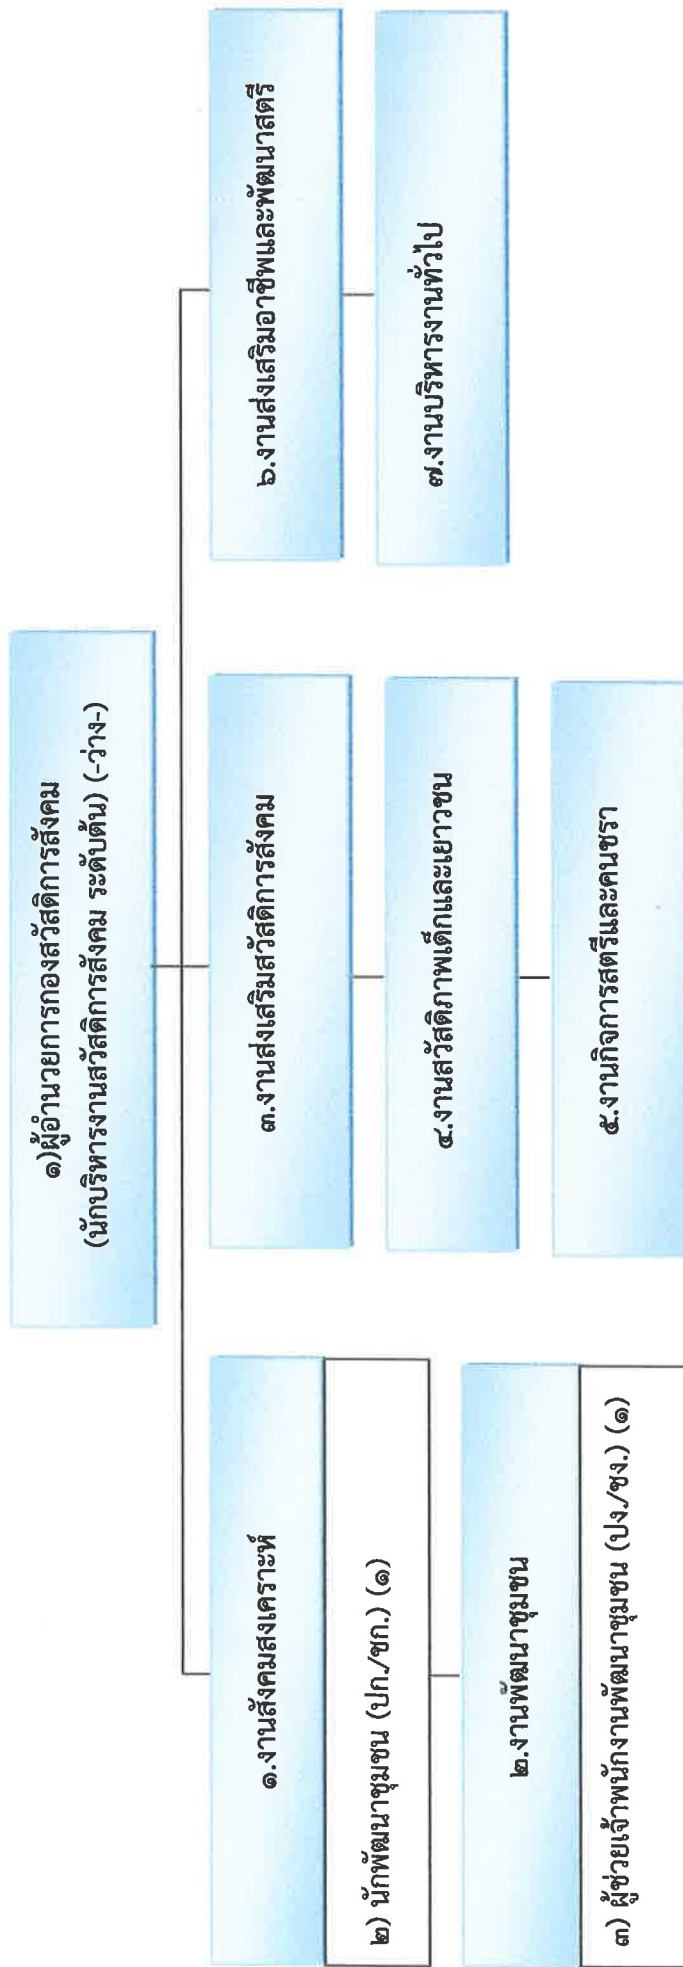 ๑)ผู้อำนวยการกองสวัสดิการสังคม
(นักบริหารงานสวัสดิการสังคม ระดับต้น) (-ว่าง-)
๑.งานสังคมสงเคราะห์
๒) นักพัฒนาชุมชน (ปก./ชก.) (๑)
๒.งานพัฒนาชุมชน
๓) ผู้ช่วยเจ้าพนักงานพัฒนาชุมชน (ปง./ชง.) (๑)
๓.งานส่งเสริมสวัสดิการสังคม
๔.งานสวัสดิภาพเด็กและเยาวชน
๕.งานกิจการสตรีและคนชรา
๖.งานส่งเสริมอาชีพและพัฒนาสตรี
๗.งานบริหารงานทั่วไป